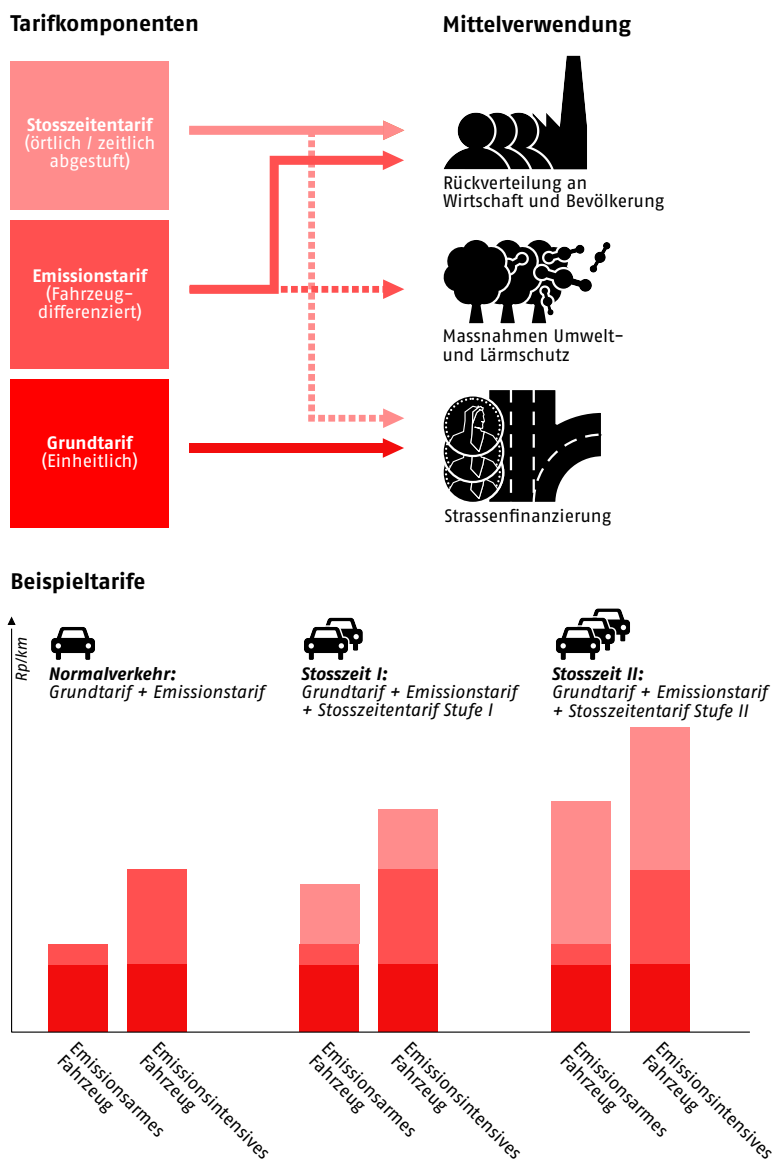 Tarifkomponenten
Mittelverwendung
Stosszeitentarif
(örtlich / zeitlich
abgestuft)
Rückverteilung an
Wirtschaft und Bevölkerung
Emissionstarif
(Fahrzeug-
differenziert)
Massnahmen Umwelt-
und Lärmschutz
Grundtarif
(Einheitlich)
Strassenfinanzierung
Beispieltarife
Rp/km
Normalverkehr:
Grundtarif + Emissionstarif
Stosszeit I:
Grundtarif + Emissionstarif
+ Stosszeitentarif Stufe I
Stosszeit II:
Grundtarif + Emissionstarif
+ Stosszeitentarif Stufe II
Emissionsarmes
Fahrzeug
Emissionsintensives
Fahrzeug
Emissionsarmes
Fahrzeug
Emissionsintensives
Fahrzeug
Emissionsarmes
Fahrzeug
Emissionsintensives
Fahrzeug